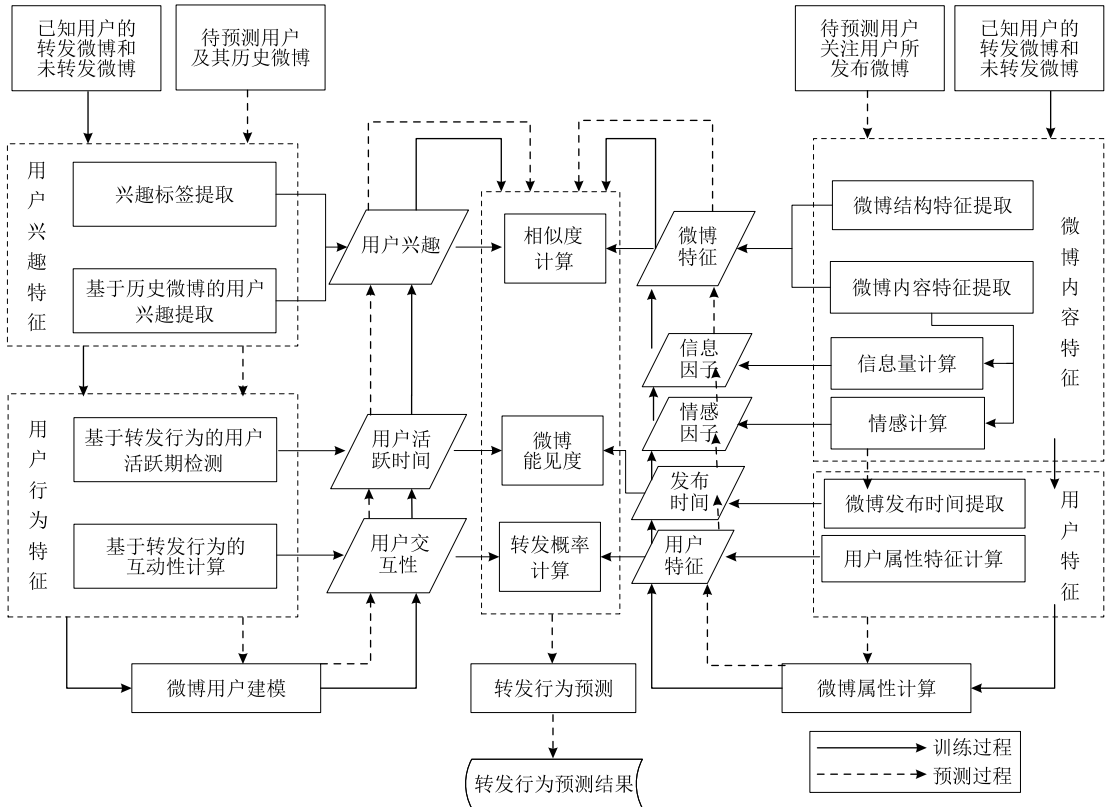 已知用户的
转发微博和
未转发微博
待预测用户
及其历史微博
待预测用户
关注用户所
发布微博
已知用户的
转发微博和
未转发微博
用户兴趣特征
兴趣标签提取
基于历史微博的用户
兴趣提取
用户行为特征
基于转发行为的用户
活跃期检测
基于转发行为的
互动性计算
微博用户建模
用户兴趣
用户活
跃时间
用户交
互性
相似度
计算
微博
能见度
转发概率
计算
转发行为预测
转发行为预测结果
微博
特征
信息
因子
情感
因子
发布
时间
用户
特征
微博结构特征提取
微博内容特征提取
信息量计算
情感计算
微博内容特征
微博发布时间提取
用户属性特征计算
用户特征
微博属性计算
训练过程
预测过程